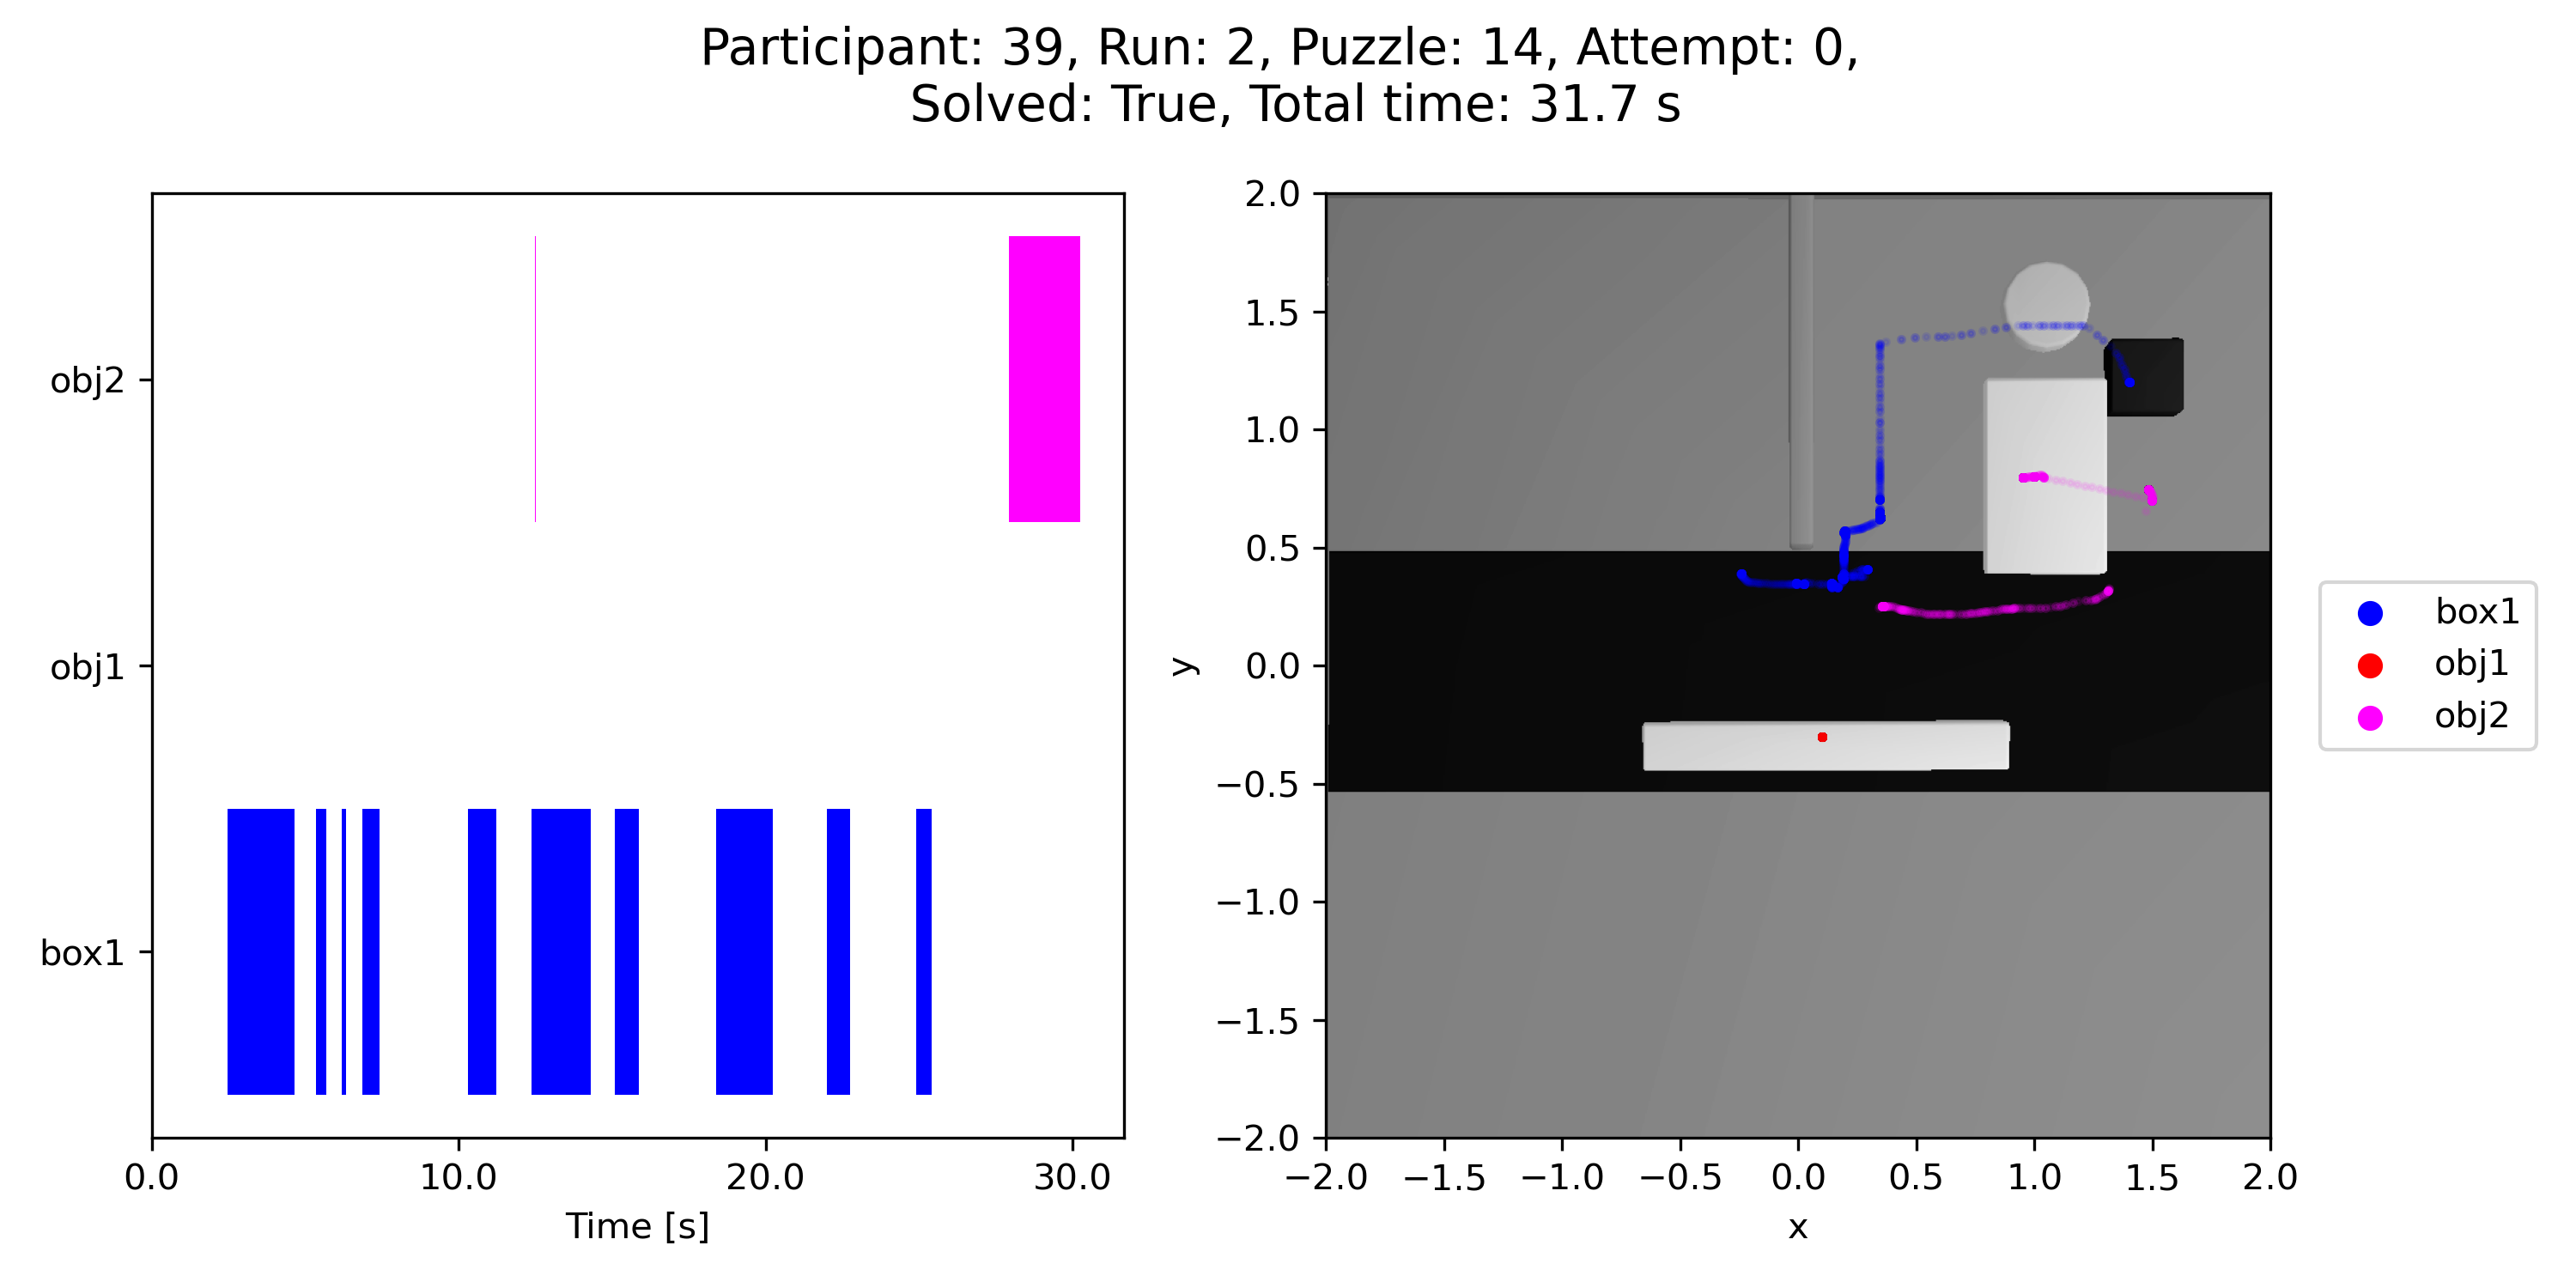 Participant: 39, Run: 2, Puzzle: 14, Attempt: 0,
Solved: True, Total time: 31.7 s
obj2
obj1
box1
0.0 10.0 20.0 30.0
Time [s]
2.0
1.5
1.0
0.5
0.0
−0.5
−1.0
−1.5
−2.0
y
−2.0 −1.5 −1.0 −0.5 0.0 0.5 1.0 1.5 2.0
x
box1
obj1
obj2